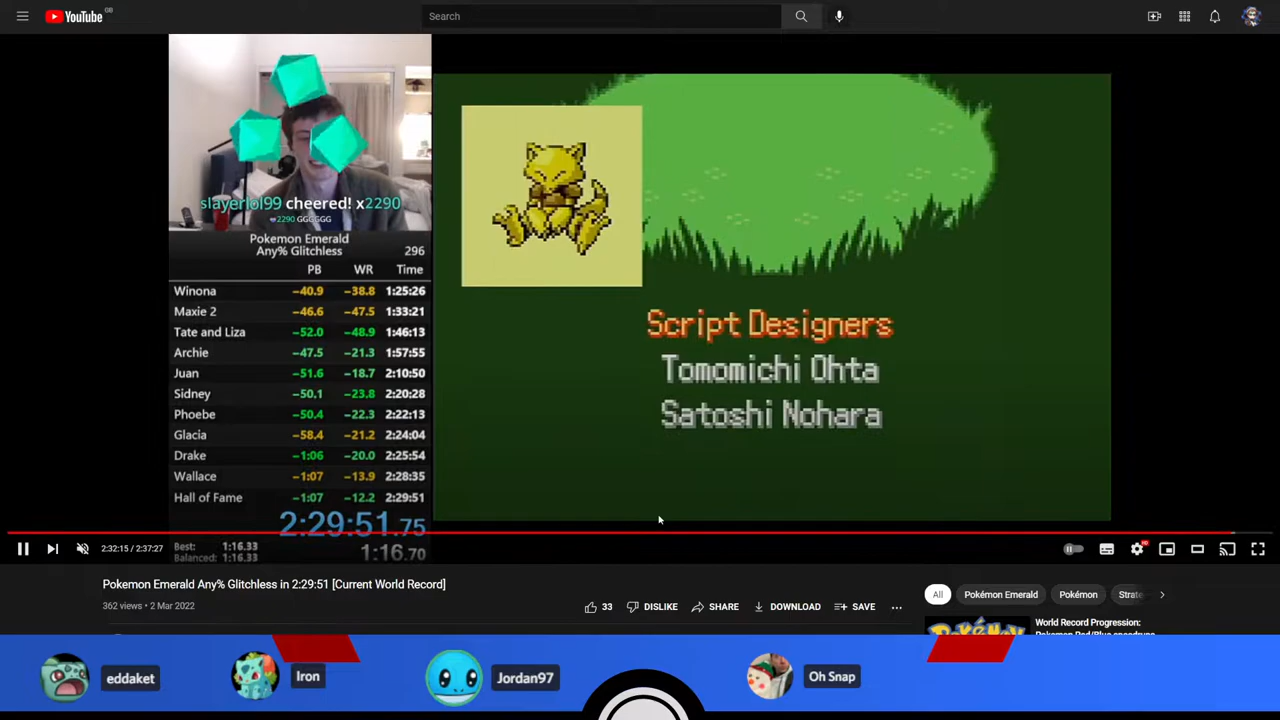 YouTube GB
Search
slayerlol99 cheered! x2290
2290 GGGGGG
Pokemon Emerald
Any% Glitchless 296
PB WR Time
Winona -40.9 -38.8 1:25:26
Maxie 2 -46.6 -47.5 1:33:21
Tate and Liza -52.0 -48.9 1:46:13
Archie -47.5 -21.3 1:57:55
Juan -51.6 -18.7 2:10:50
Sidney -50.1 -23.8 2:20:28
Phoebe -50.4 -22.3 2:22:13
Glacia -58.4 -21.2 2:24:04
Drake -1:06 -20.0 2:25:54
Wallace -1:07 -13.9 2:28:35
Hall of Fame -1:07 -12.2 2:29:51
2:29:51.75
Best: 1:16.33
Balanced: 1:16.33
1:16.70
Script Designers
Tomomichi Ohta
Satoshi Nohara
2:32:15 / 2:37:27
Pokemon Emerald Any% Glitchless in 2:29:51 [Current World Record]
362 views • 2 Mar 2022
33 DISLIKE SHARE DOWNLOAD SAVE
All Pokémon Emerald Pokémon Strate
World Record Progression:
Pokemon Red/Blue speedruns
eddaket
Iron
Jordan97
Oh Snap